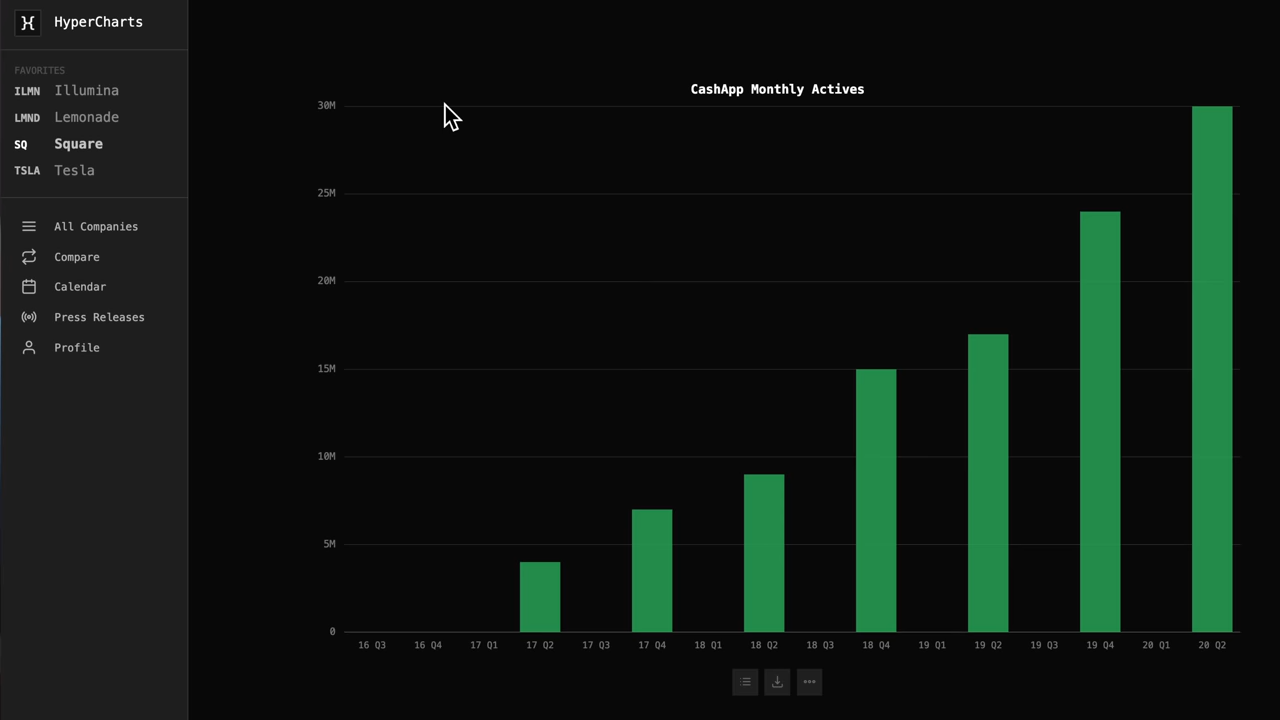 HyperCharts
FAVORITES
ILMN Illumina
LMND Lemonade
SQ Square
TSLA Tesla
All Companies
Compare
Calendar
Press Releases
Profile
CashApp Monthly Actives
30M
25M
20M
15M
10M
5M
0
16 Q3 16 Q4 17 Q1 17 Q2 17 Q3 17 Q4 18 Q1 18 Q2 18 Q3 18 Q4 19 Q1 19 Q2 19 Q3 19 Q4 20 Q1 20 Q2